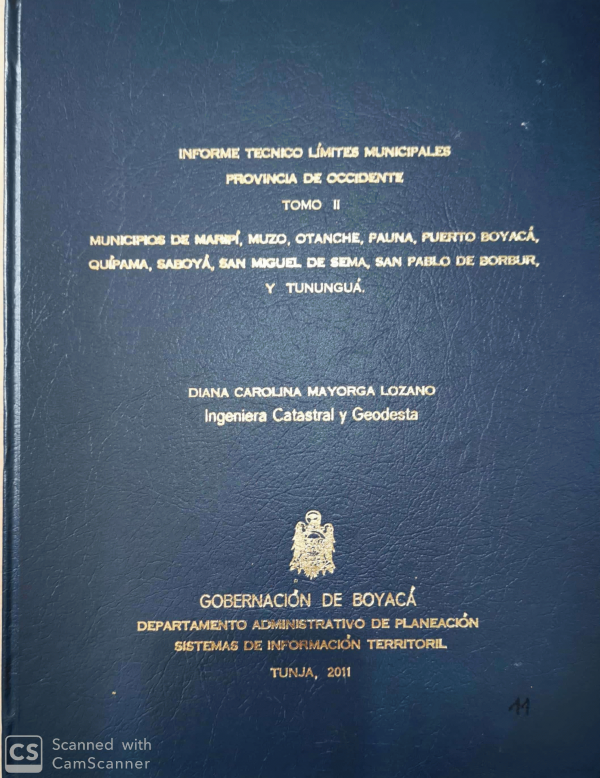 INFORME TECNICO LÍMITES MUNICIPALES
PROVINCIA DE OCCIDENTE
TOMO II
MUNICIPIOS DE MARIPÍ, MUZO, OTANCHE, PAUNA, PUERTO BOYACÁ,
QUÍPAMA, SABOYÁ, SAN MIGUEL DE SEMA, SAN PABLO DE BORBUR,
Y TUNUNGUÁ.
DIANA CAROLINA MAYORGA LOZANO
Ingeniera Catastral y Geodesta
GOBERNACIÓN DE BOYACÁ
DEPARTAMENTO ADMINISTRATIVO DE PLANEACIÓN
SISTEMAS DE INFORMACIÓN TERRITORIL
TUNJA, 2011
11
CS Scanned with
CamScanner